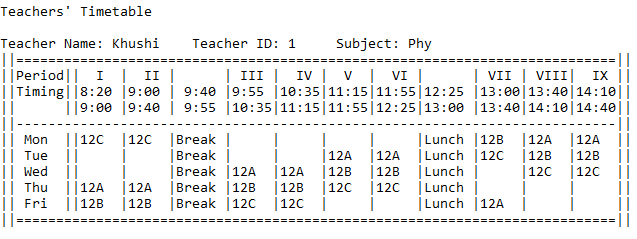 Teachers' Timetable
Teacher Name: Khushi    Teacher ID: 1     Subject: Phy
||==========================================================================||
||Period||  I  | II  |      | III |  IV |  V  | VI  |      | VII | VIII|  IX ||
||Timing||8:20 |9:00 | 9:40 |9:55 |10:35|11:15|11:55|12:25 |13:00|13:40|14:10||
||      ||9:00 |9:40 | 9:55 |10:35|11:15|11:55|12:25|13:00 |13:40|14:10|14:40||
||--------------------------------------------------------------------------||
|| Mon  ||12C  |12C  |Break |     |     |     |     |Lunch |12B  |12A  |12A  ||
|| Tue  ||     |     |Break |     |     |12A  |12A  |Lunch |12C  |12B  |12B  ||
|| Wed  ||     |     |Break |12A  |12A  |12B  |12B  |Lunch |     |12C  |12C  ||
|| Thu  ||12A  |12A  |Break |12B  |12B  |12C  |12C  |Lunch |     |     |     ||
|| Fri  ||12B  |12B  |Break |12C  |12C  |     |     |Lunch |12A  |     |     ||
||==========================================================================||